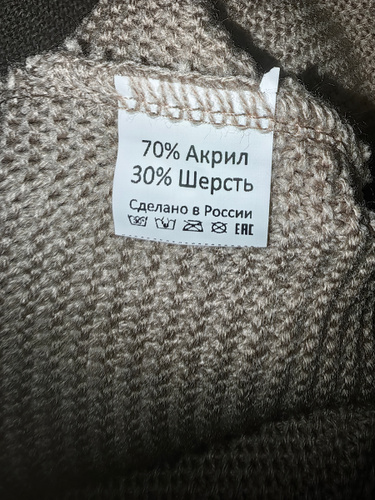 70% Акрил
30% Шерсть
Сделано в России
EAC